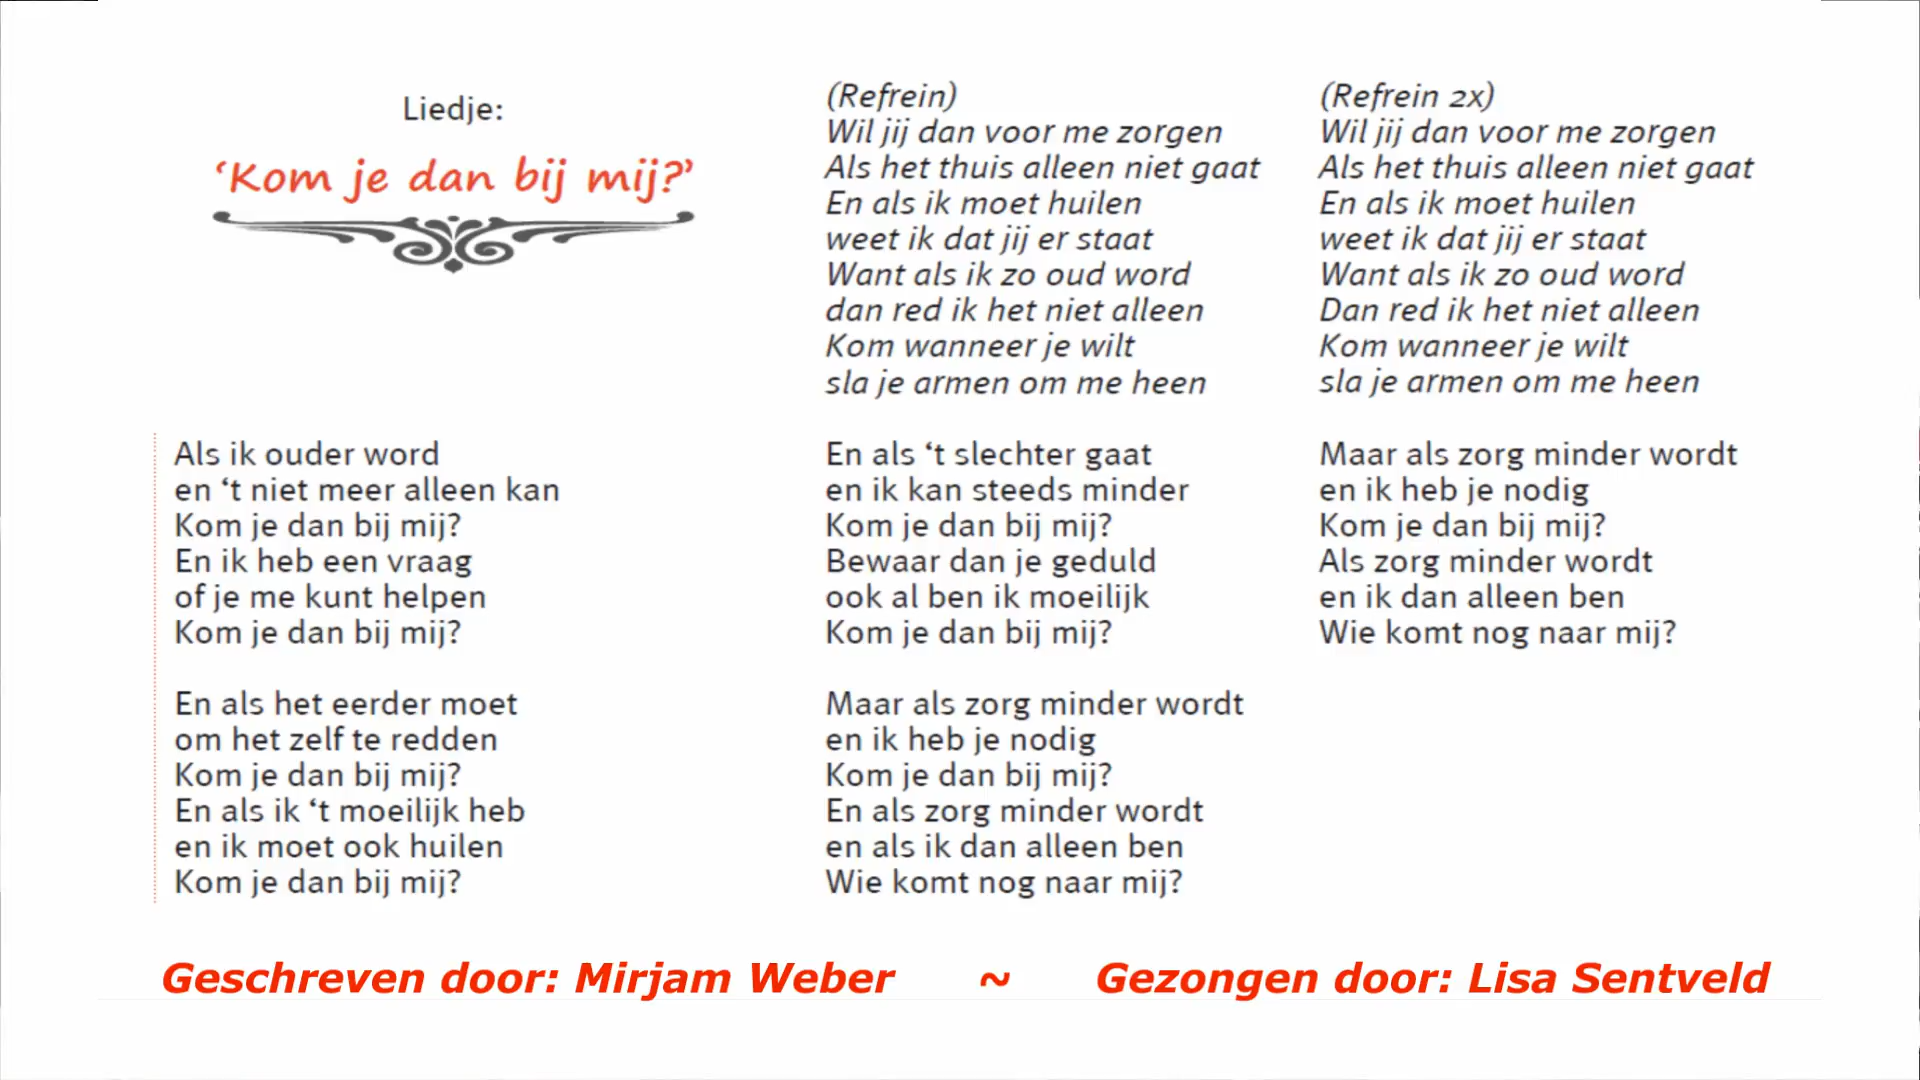 Liedje:
‘Kom je dan bij mij?’
Als ik ouder word
en ‘t niet meer alleen kan
Kom je dan bij mij?
En ik heb een vraag
of je me kunt helpen
Kom je dan bij mij?
En als het eerder moet
om het zelf te redden
Kom je dan bij mij?
En als ik ‘t moeilijk heb
en ik moet ook huilen
Kom je dan bij mij?
(Refrein)
Wil jij dan voor me zorgen
Als het thuis alleen niet gaat
En als ik moet huilen
weet ik dat jij er staat
Want als ik zo oud word
dan red ik het niet alleen
Kom wanneer je wilt
sla je armen om me heen
En als ‘t slechter gaat
en ik kan steeds minder
Kom je dan bij mij?
Bewaar dan je geduld
ook al ben ik moeilijk
Kom je dan bij mij?
Maar als zorg minder wordt
en ik heb je nodig
Kom je dan bij mij?
En als zorg minder wordt
en als ik dan alleen ben
Wie komt nog naar mij?
(Refrein 2x)
Wil jij dan voor me zorgen
Als het thuis alleen niet gaat
En als ik moet huilen
weet ik dat jij er staat
Want als ik zo oud word
Dan red ik het niet alleen
Kom wanneer je wilt
sla je armen om me heen
Maar als zorg minder wordt
en ik heb je nodig
Kom je dan bij mij?
Als zorg minder wordt
en ik dan alleen ben
Wie komt nog naar mij?
Geschreven door: Mirjam Weber ~ Gezongen door: Lisa Sentveld